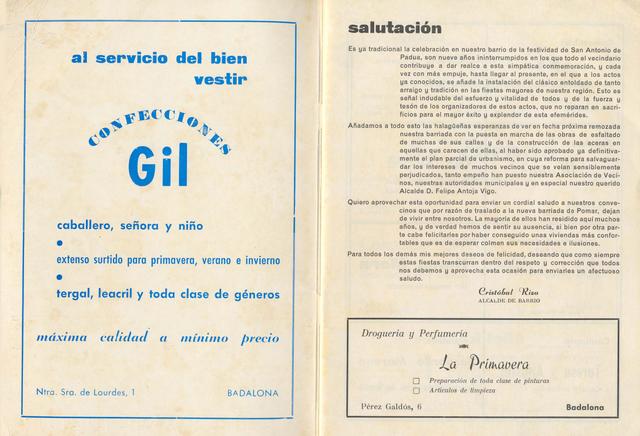 al servicio del bien
vestir
CONFECCIONES
Gil
caballero, señora y niño
extenso surtido para primavera, verano e invierno
tergal, leacril y toda clase de géneros
máxima calidad a mínimo precio
Ntra. Sra. de Lourdes, 1 BADALONA
salutación
Es ya tradicional la celebración en nuestro barrio de la festividad de San Antonio de
Padua, son nueve años ininterrumpidos en los que todo el vecindario
contribuye a dar realce a esta simpática conmemoración, y cada
vez con más empuje, hasta llegar al presente, en el que a los actos
ya conocidos, se añade la instalación del clásico entoldado de tanto
arraigo y tradición en las fiestas mayores de nuestra región. Esto es
señal indudable del esfuerzo y vitalidad de todos y de la fuerza y
tesón de los organizadores de estos actos, que no reparan en sacri-
ficios para el mayor éxito y explendor de esta efemérides.
Añadamos a todo esto las halagüeñas esperanzas de ver en fecha próxima remozada
nuestra barriada con la puesta en marcha de las obras de esfaltado
de muchas de sus calles y de la construcción de las aceras en
aquellas que carecen de ellas, al haber sido aprobado ya definitiva-
mente el plan parcial de urbanismo, en cuya reforma para salvaguar-
dar los intereses de muchos vecinos que se veían sensiblemente
perjudicados, tanto empeño han puesto nuestra Asociación de Veci-
nos, nuestras autoridades municipales y en especial nuestro querido
Alcalde D. Felipe Antoja Vigo.
Quiero aprovechar esta oportunidad para enviar un cordial saludo a nuestros convec-
cinos que por razón de traslado a la nueva barriada de Pomar, dejan
de vivir entre nosotros. La mayoría de ellos han residido aquí muchos
años, y de verdad hemos de sentir su ausencia, si bien por otra par-
te cabe felicitarles por haber conseguido unas viviendas más confor-
tables que es de esperar colmen sus necesidades e ilusiones.
Para todos los demás mis mejores deseos de felicidad, deseando que como siempre
estas fiestas transcurran dentro del respeto y corrección que todos
nos debemos y aprovecha esta ocasión para enviarles un afectuoso
saludo.
Cristóbal Rizo
ALCALDE DE BARRIO
Droguería y Perfumería
La Primavera
Preparación de toda clase de pinturas
Artículos de limpieza
Pérez Galdós, 6 Badalona